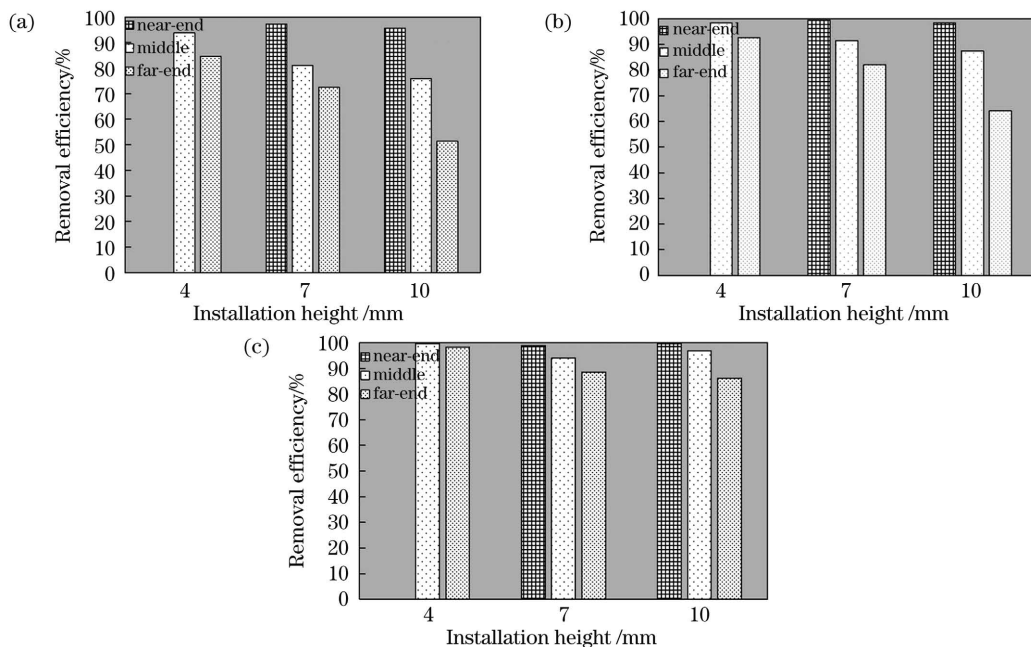 (a)
near-end
middle
far-end
100
90
80
70
60
50
40
30
20
10
0
Removal efficiency/%
4 7 10
Installation height /mm
(b)
near-end
middle
far-end
100
90
80
70
60
50
40
30
20
10
0
Removal efficiency/%
4 7 10
Installation height /mm
(c)
near-end
middle
far-end
100
90
80
70
60
50
40
30
20
10
0
Removal efficiency/%
4 7 10
Installation height /mm